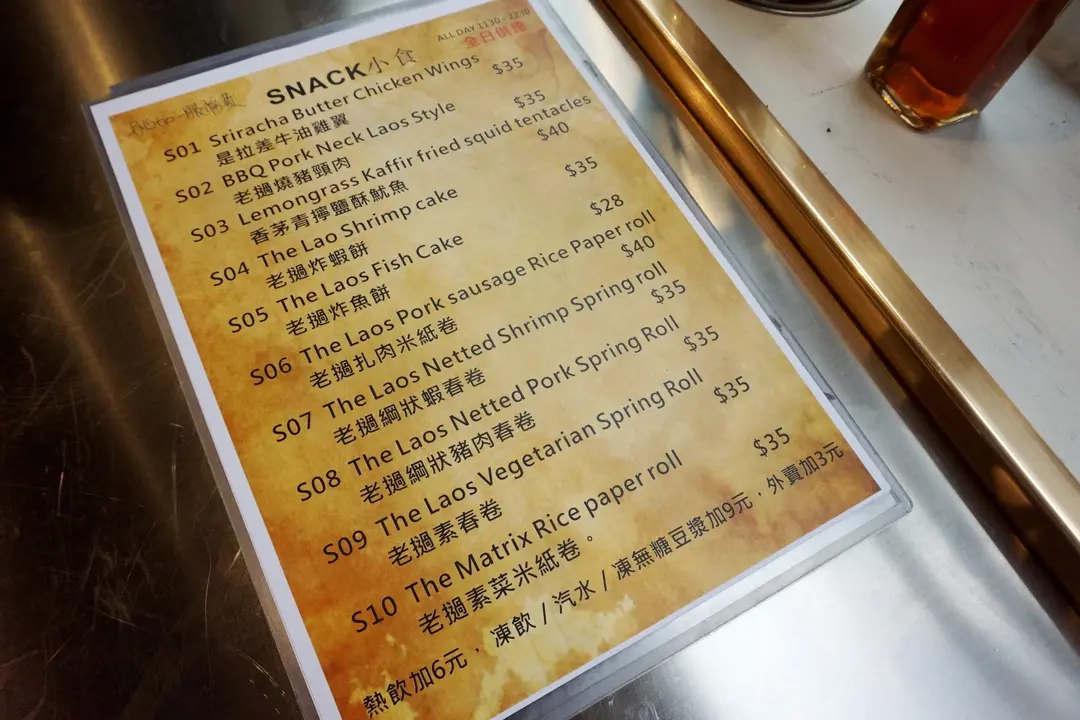 ALL DAY 1130 - 2230
全日供應
SNACK小食
S01 Sriracha Butter Chicken Wings $35
是拉差牛油雞翼
S02 BBQ Pork Neck Laos Style $35
老撾燒豬頸肉
S03 Lemongrass Kaffir fried squid tentacles $40
香茅青擰鹽酥魷魚
S04 The Lao Shrimp cake $35
老撾炸蝦餅
S05 The Laos Fish Cake $28
老撾炸魚餅
S06 The Laos Pork sausage Rice Paper roll $40
老撾扎肉米紙卷
S07 The Laos Netted Shrimp Spring roll $35
老撾網狀蝦春卷
S08 The Laos Netted Pork Spring Roll $35
老撾網狀豬肉春卷
S09 The Laos Vegetarian Spring Roll $35
老撾素春卷
S10 The Matrix Rice paper roll $35
老撾素菜米紙卷。
熱飲加6元．凍飲 / 汽水 / 凍無糖豆漿加9元．外賣加3元